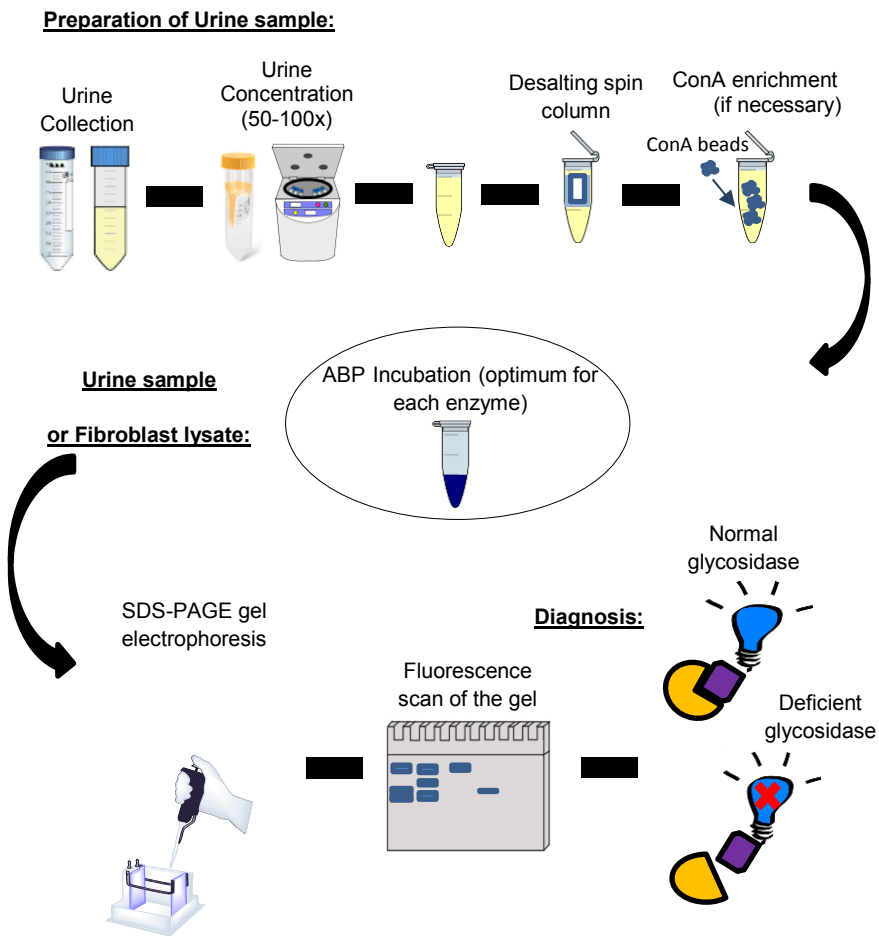 Preparation of Urine sample:
Urine
Collection
Urine
Concentration
(50-100x)
Desalting spin
column
ConA enrichment
(if necessary)
ConA beads
Urine sample
or Fibroblast lysate:
ABP Incubation (optimum for
each enzyme)
SDS-PAGE gel
electrophoresis
Fluorescence
scan of the gel
Diagnosis:
Normal
glycosidase
Deficient
glycosidase